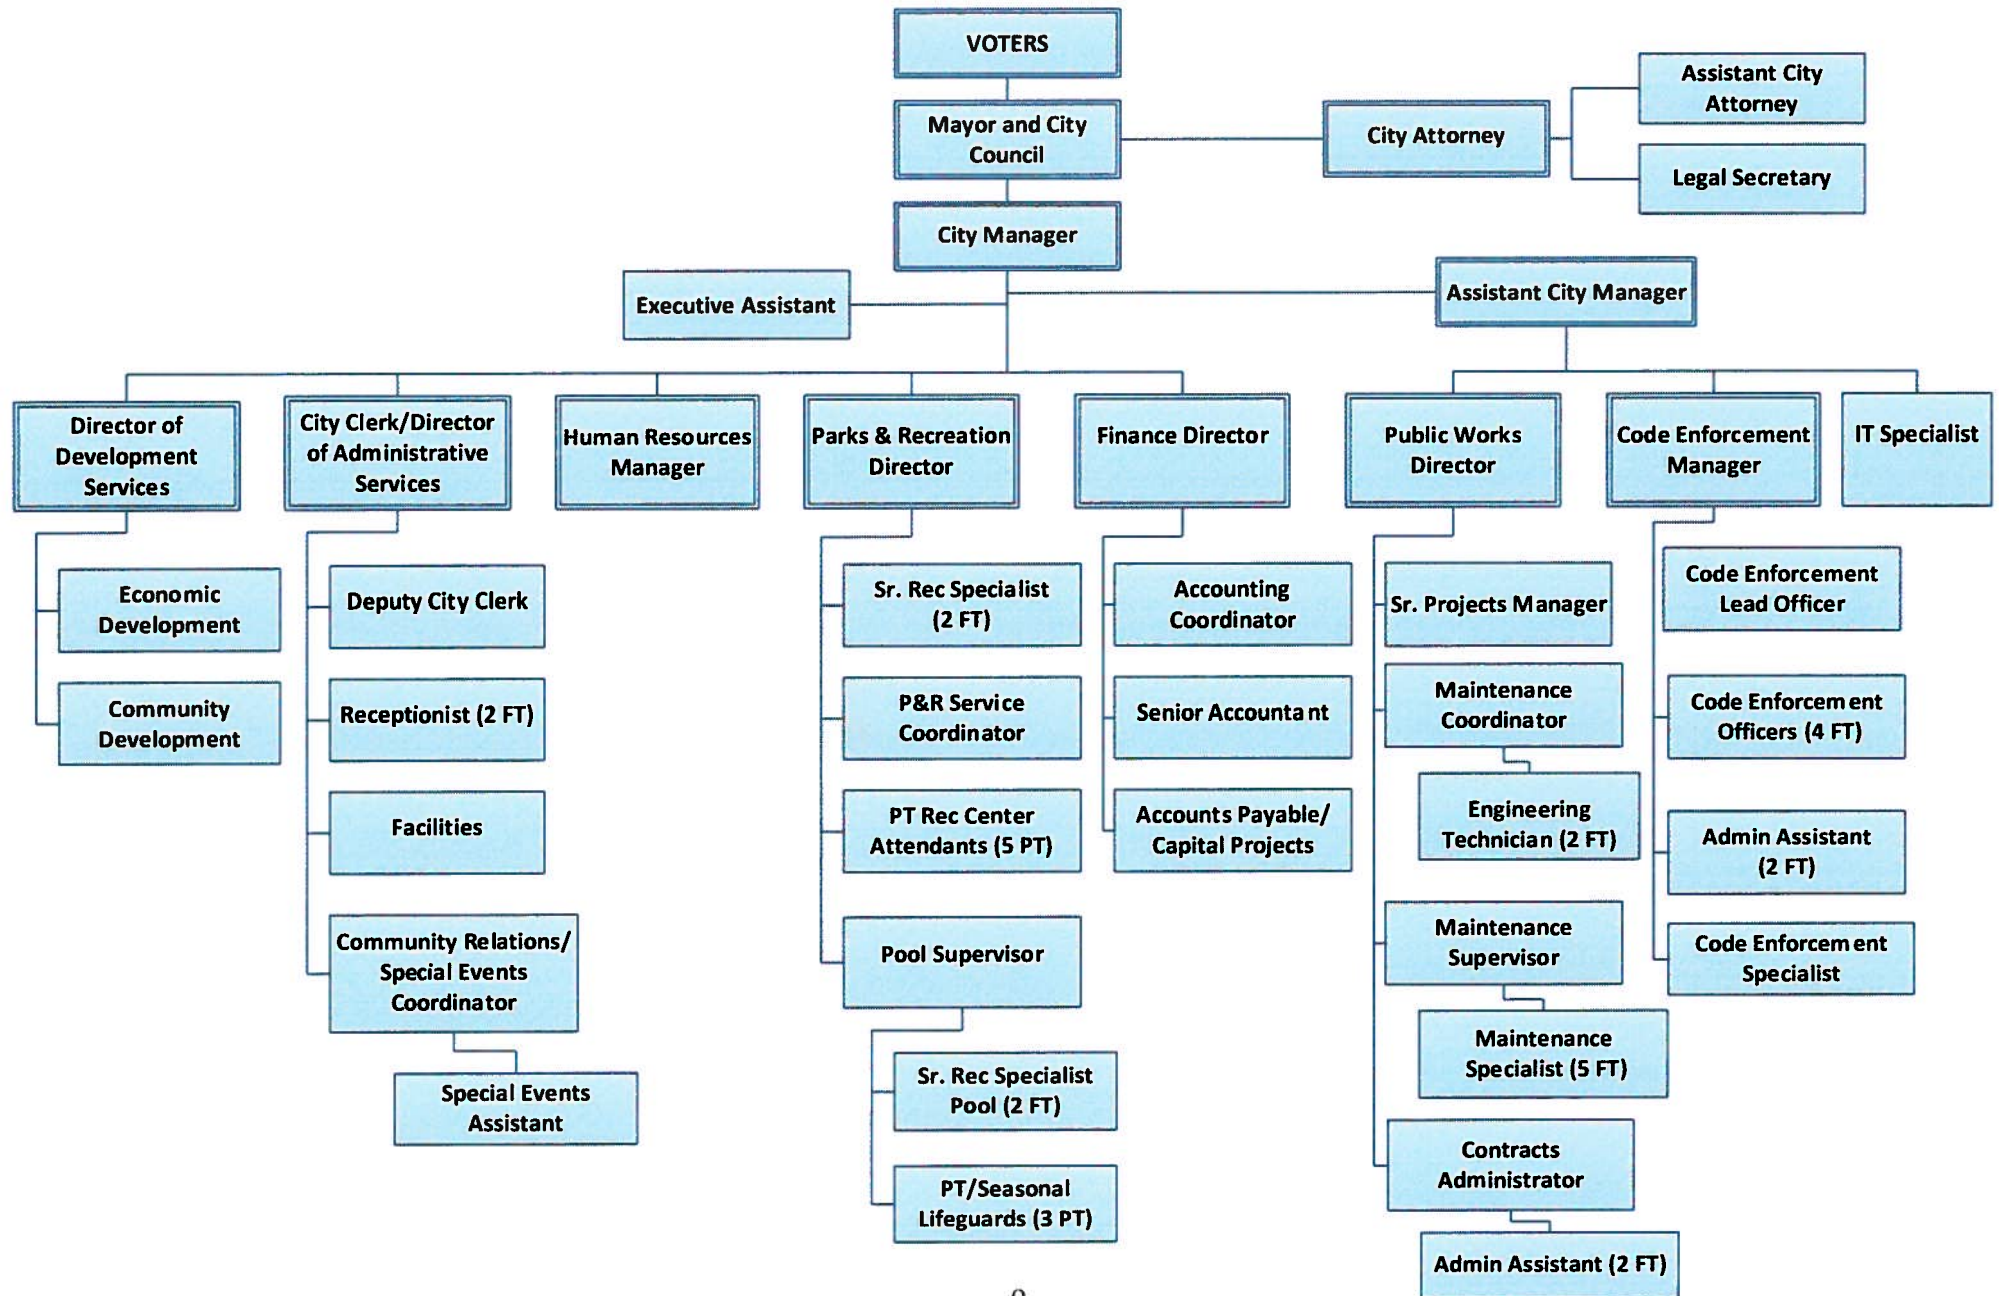 VOTERS
Mayor and City
Council
City Attorney
Assistant City
Attorney
Legal Secretary
City Manager
Executive Assistant
Assistant City Manager
Director of
Development
Services
City Clerk/Director
of Administrative
Services
Human Resources
Manager
Parks & Recreation
Director
Finance Director
Public Works
Director
Code Enforcement
Manager
IT Specialist
Economic
Development
Community
Development
Deputy City Clerk
Receptionist (2 FT)
Facilities
Community Relations/
Special Events
Coordinator
Special Events
Assistant
Sr. Rec Specialist
(2 FT)
P&R Service
Coordinator
PT Rec Center
Attendants (5 PT)
Pool Supervisor
Sr. Rec Specialist
Pool (2 FT)
PT/Seasonal
Lifeguards (3 PT)
Accounting
Coordinator
Senior Accountant
Accounts Payable/
Capital Projects
Sr. Projects Manager
Maintenance
Coordinator
Engineering
Technician (2 FT)
Maintenance
Supervisor
Maintenance
Specialist (5 FT)
Contracts
Administrator
Admin Assistant (2 FT)
Code Enforcement
Lead Officer
Code Enforcement
Officers (4 FT)
Admin Assistant
(2 FT)
Code Enforcement
Specialist